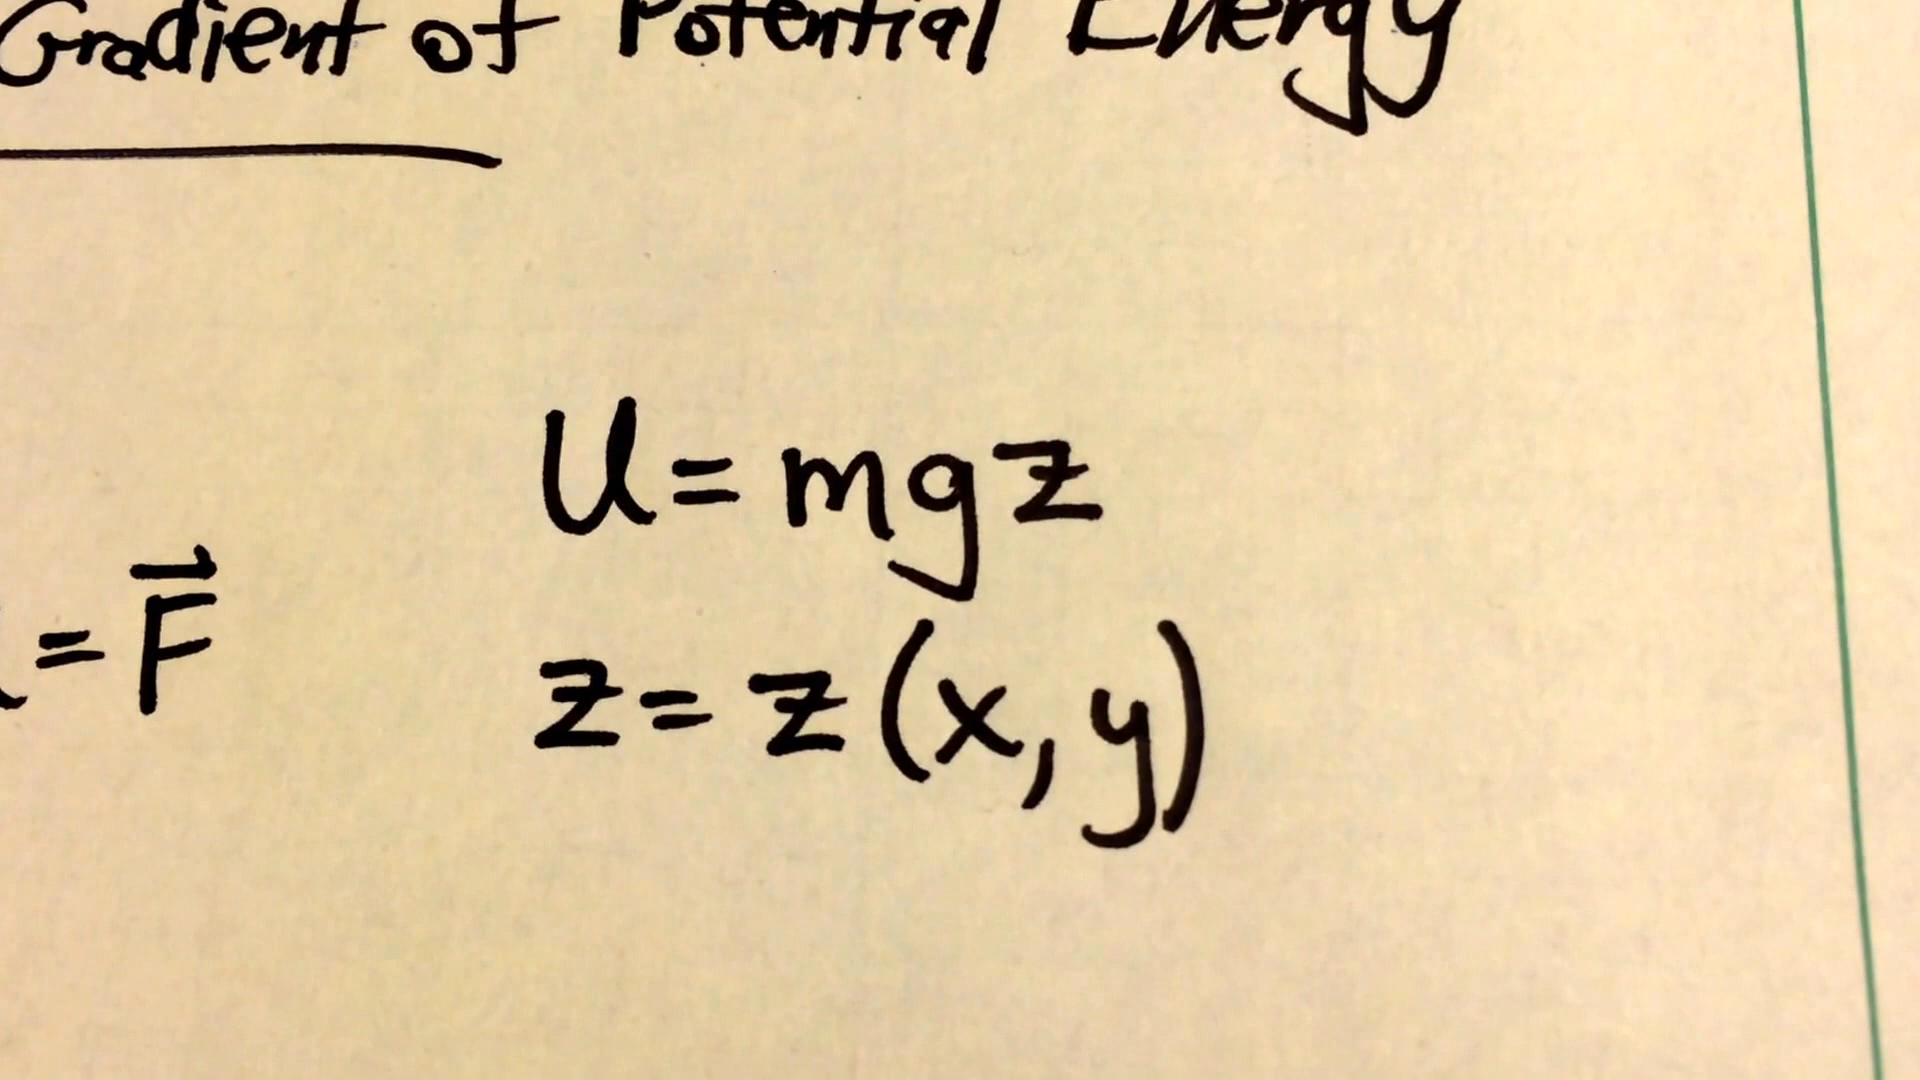 Gradient of Potential Energy
U = mgz
= F⃗
z = z(x, y)